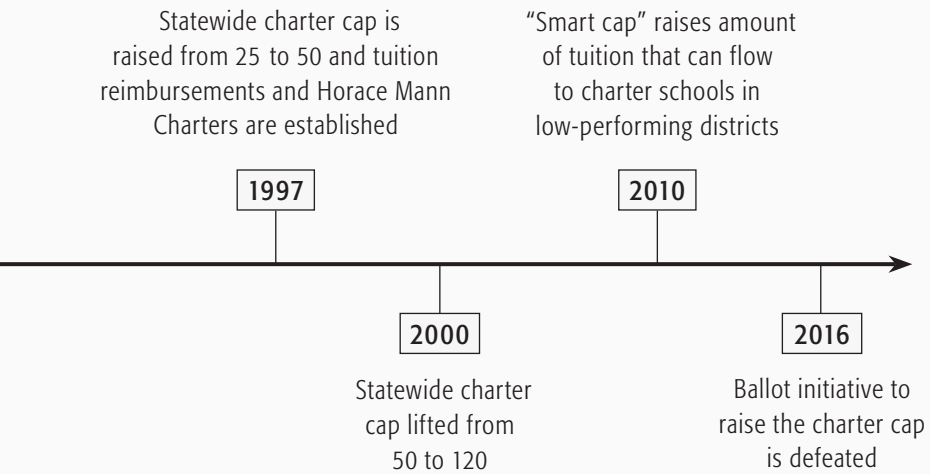 Statewide charter cap is
raised from 25 to 50 and tuition
reimbursements and Horace Mann
Charters are established
1997
2000
Statewide charter
cap lifted from
50 to 120
“Smart cap” raises amount
of tuition that can flow
to charter schools in
low-performing districts
2010
2016
Ballot initiative to
raise the charter cap
is defeated